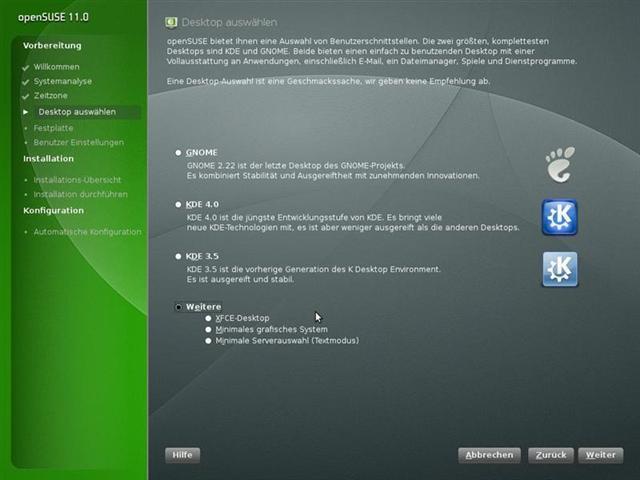 openSUSE 11.0
Vorbereitung
Willkommen
Systemanalyse
Zeitzone
Desktop auswählen
Festplatte
Benutzer Einstellungen
Installation
Installations-Übersicht
Installation durchführen
Konfiguration
Automatische Konfiguration
Desktop auswählen
openSUSE bietet Ihnen eine Auswahl von Benutzerschnittstellen. Die zwei größten, komplettesten
Desktops sind KDE und GNOME. Beide bieten einen einfach zu benutzenden Desktop mit einer
Vollausstattung an Anwendungen, einschließlich E-Mail, ein Dateimanager, Spiele und Dienstprogramme.
Eine Desktop Auswahl ist eine Geschmackssache, wir geben keine Empfehlung ab.
GNOME
GNOME 2.22 ist der letzte Desktop des GNOME-Projekts.
Es kombiniert Stabilität und Ausgereiftheit mit zunehmenden Innovationen.
KDE 4.0
KDE 4.0 ist die jüngste Entwicklungsstufe von KDE. Es bringt viele
neue KDE-Technologien mit, es ist aber weniger ausgereift als die anderen Desktops.
KDE 3.5
KDE 3.5 ist die vorherige Generation des K Desktop Environment.
Es ist ausgereift und stabil.
Weitere
XFCE-Desktop
Minimales grafisches System
Minimale Serverauswahl (Textmodus)
Hilfe
Abbrechen
Zurück
Weiter